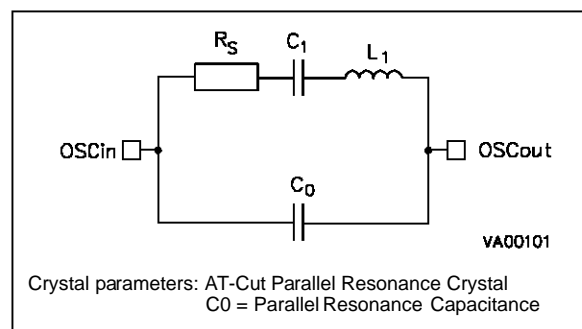 RS C1 L1
OSCin OSCout
C0
VA00101
Crystal parameters: AT-Cut Parallel Resonance Crystal
C0 = Parallel Resonance Capacitance